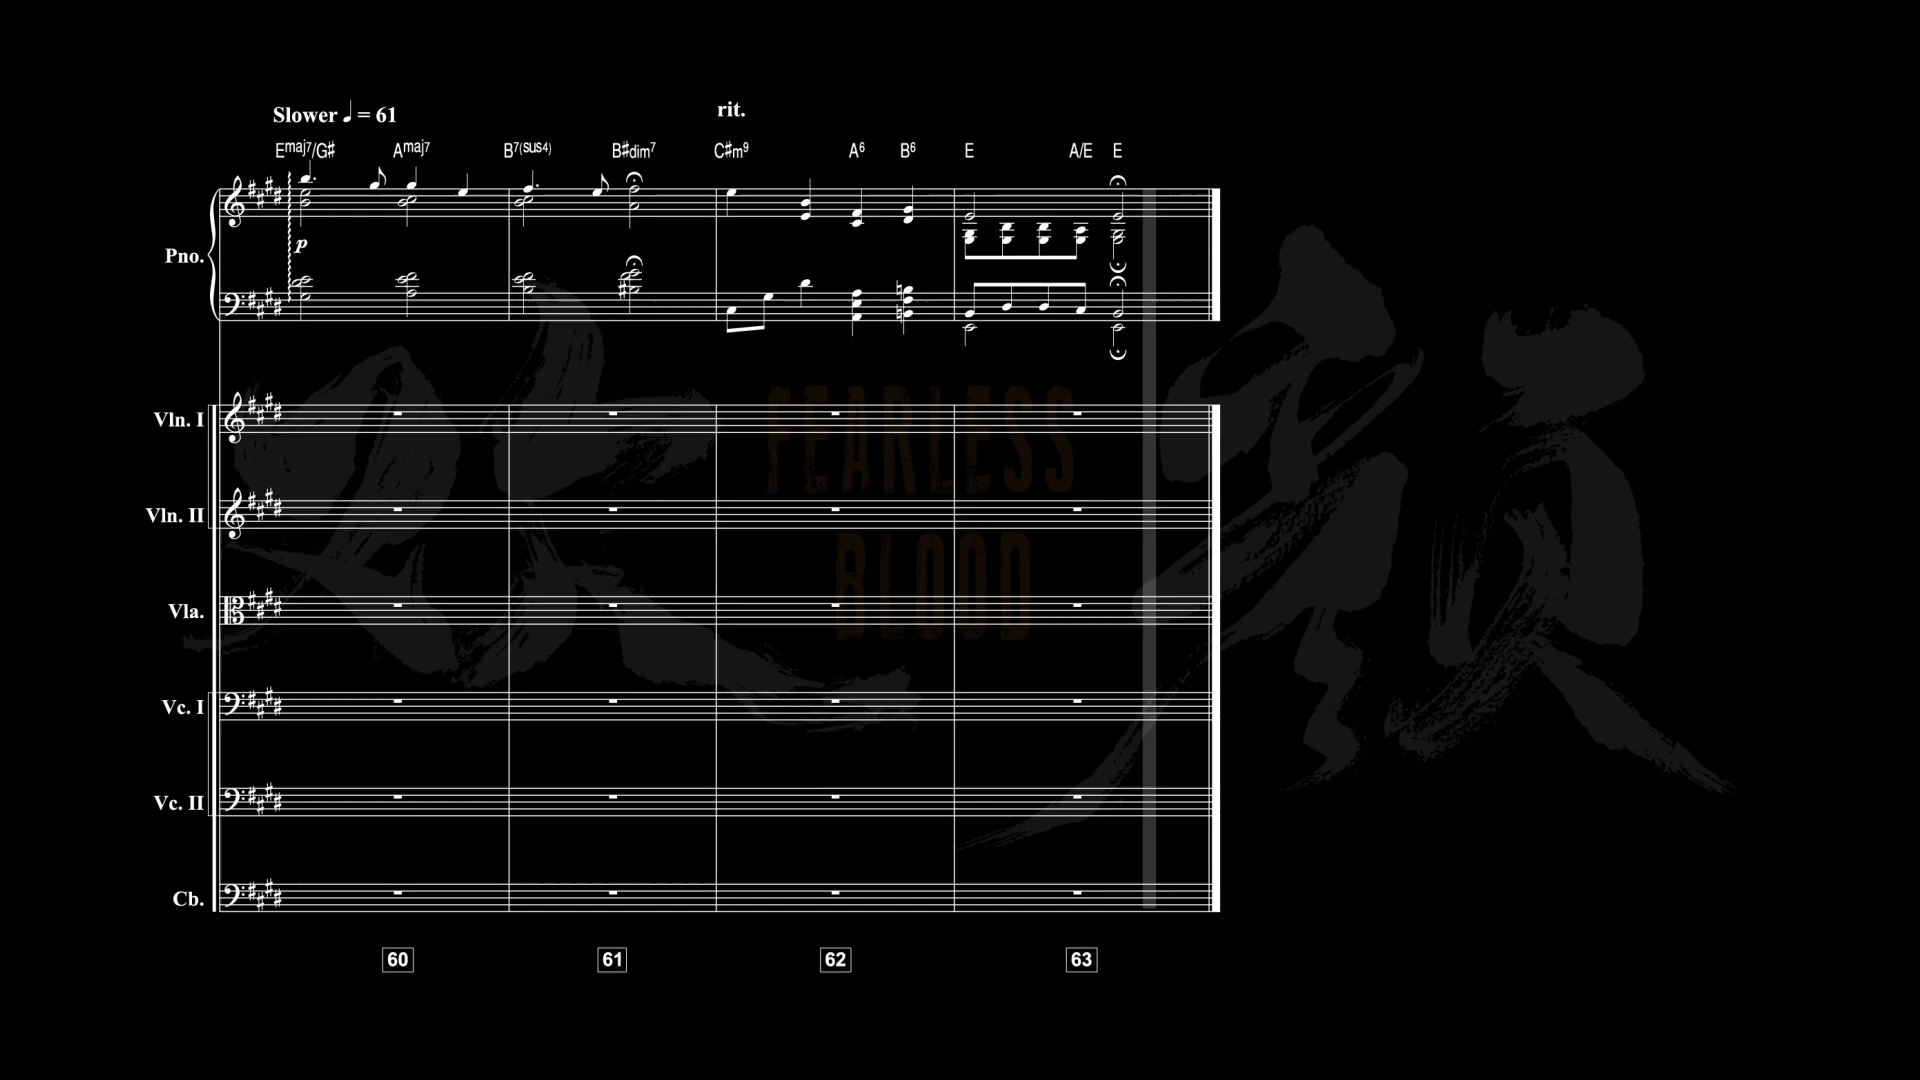 rit.
Slower ♩ = 61
Emaj7/G# Amaj7 B7(sus4) B#dim7 C#m9 A6 B6 E A/E E
p
Pno.
Vln. I
FEARLESS
Vln. II
BLOOD
Vla.
Vc. I
Vc. II
Cb.
60 61 62 63